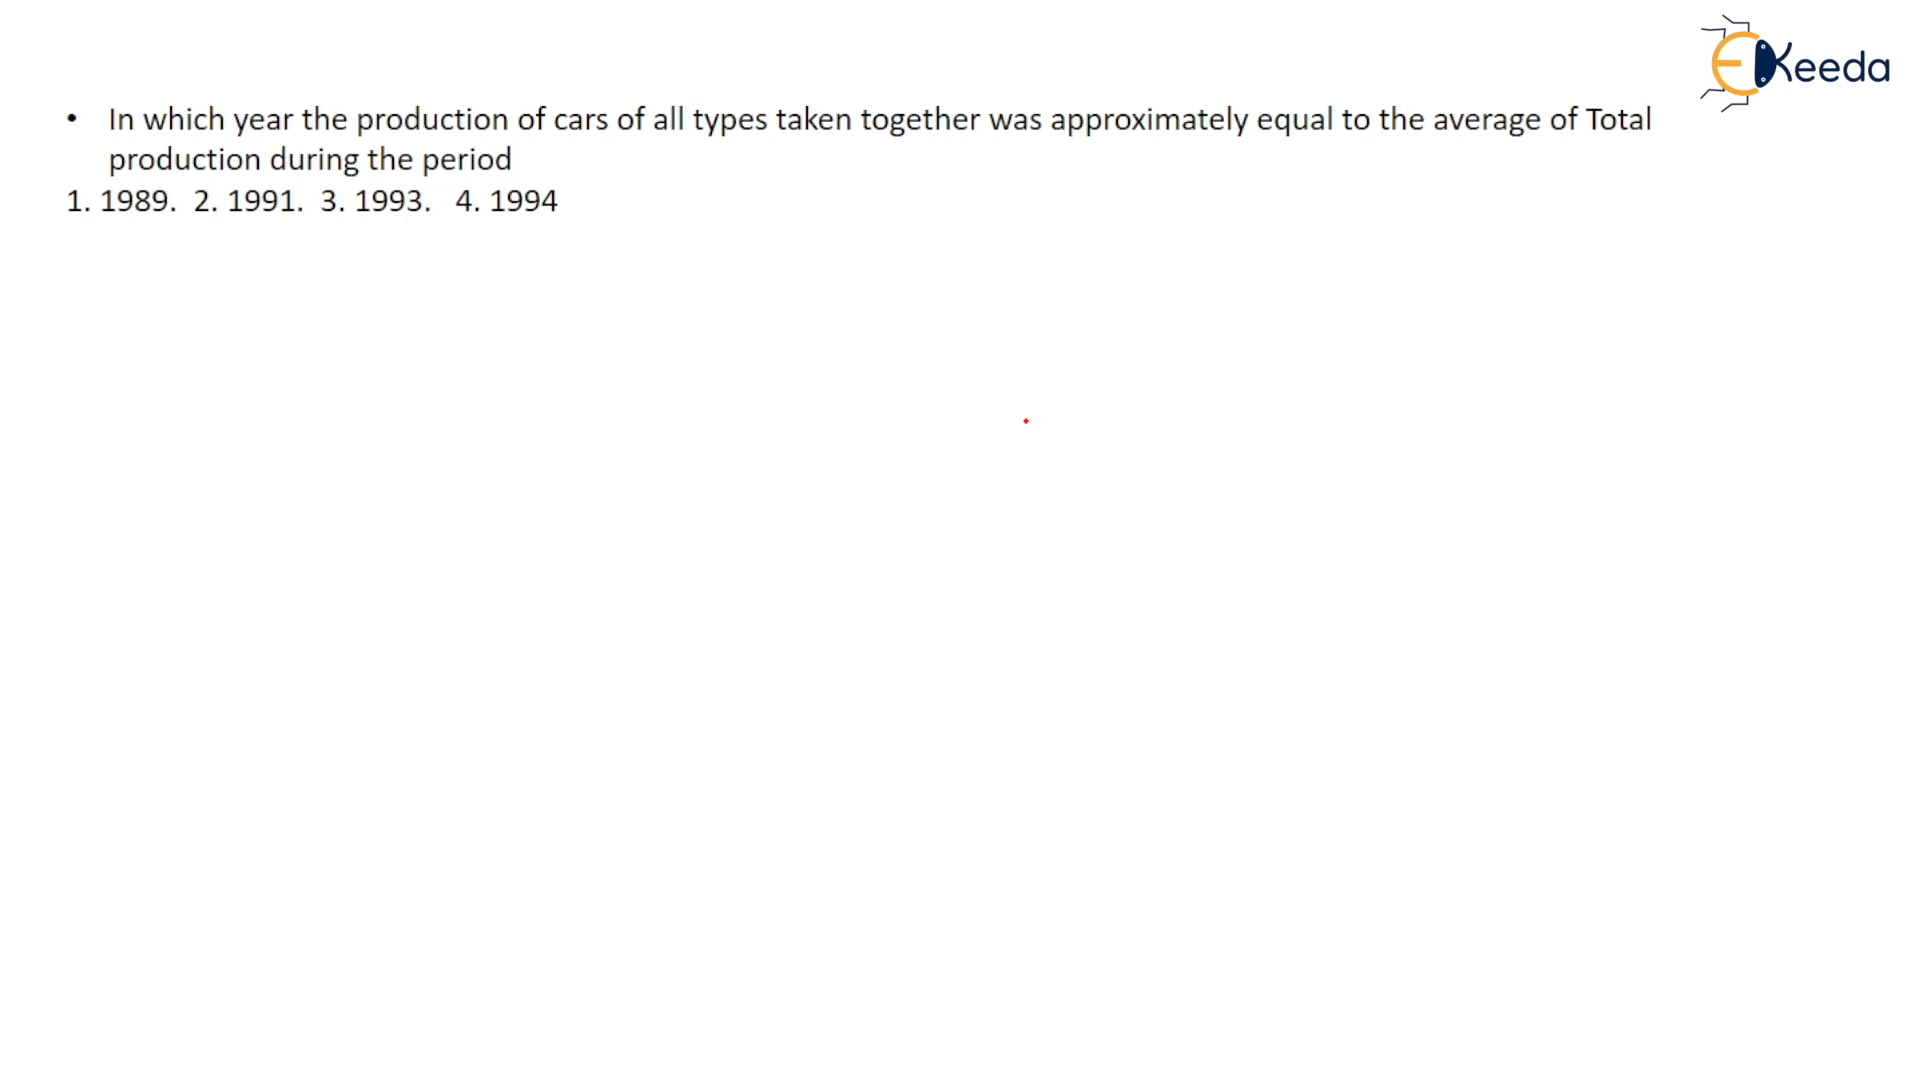 EKeeda
• In which year the production of cars of all types taken together was approximately equal to the average of Total
production during the period
1. 1989. 2. 1991. 3. 1993. 4. 1994